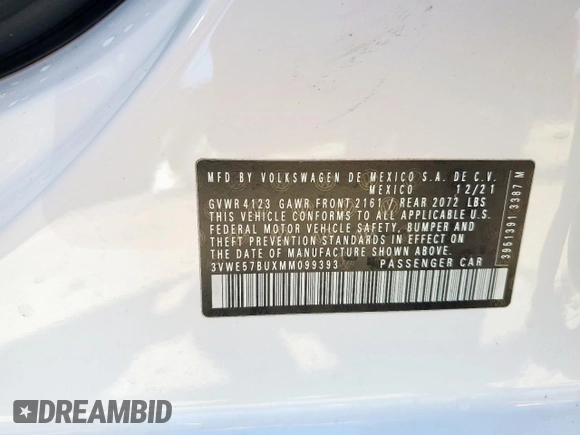 MFD BY VOLKSWAGEN DE MEXICO S.A. DE C.V.
MEXICO 12/21
GVWR 4123 GAWR FRONT 2161 REAR 2072 LBS
THIS VEHICLE CONFORMS TO ALL APPLICABLE U.S.
FEDERAL MOTOR VEHICLE SAFETY, BUMPER AND
THEFT PREVENTION STANDARDS IN EFFECT ON
THE DATE OF MANUFACTURE SHOWN ABOVE.
3VWE57BUXMM099393 PASSENGER CAR
3951391 3387 M
DREAMBID